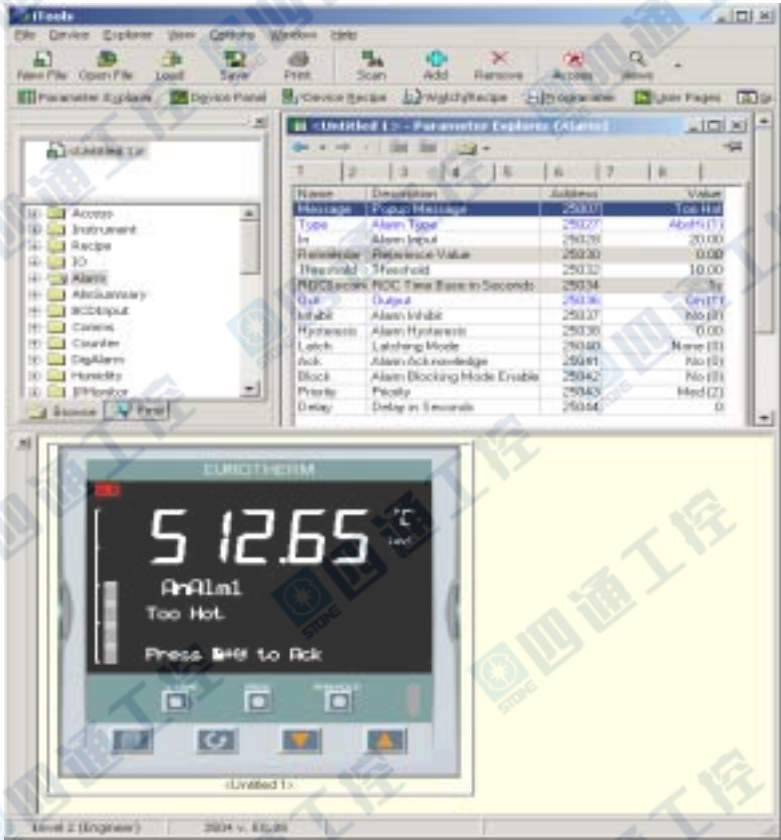 iTools
File Device Explorer View Options Window Help
New File Open File Load Save Print Scan Add Remove Access Views
Parameter Explorer Device Panel Device Recipe Watch/Recipe Programmer User Pages
<Untitled 1> - Parameter Explorer (Alarm)
<Untitled 1>
1 2 3 4 5 6 7 8
Name Description Address Value
Message Popup Message 25007 Too Hot
Type Alarm Type 25027
In Alarm Input 25028 20.00
Reference Value 25030 0.00
Threshold Threshold 25032 10.00
ROC Time Base in Seconds 25034
Out Output 25036
Inhibit Alarm Inhibit 25037 No (0)
Hysteresis Alarm Hysteresis 25038 0.00
Latch Latching Mode 25040 None (0)
Ack Alarm Acknowledge 25041 No (0)
Block Alarm Blocking Mode Enable 25042 No (0)
Priority Priority 25043 Med (2)
Delay Delay in Seconds 25044 0
Access
Instrument
Recipe
IO
Alarm
AlmSummary
BCDInput
Comms
Counter
DigAlarm
Humidity
IPMonitor
Browse Find
EUROTHERM
512.65
°C
AnAlm1
Too Hot
Press to Ack
<Untitled 1>
Level 2 (Engineer)
四通工控
STONE